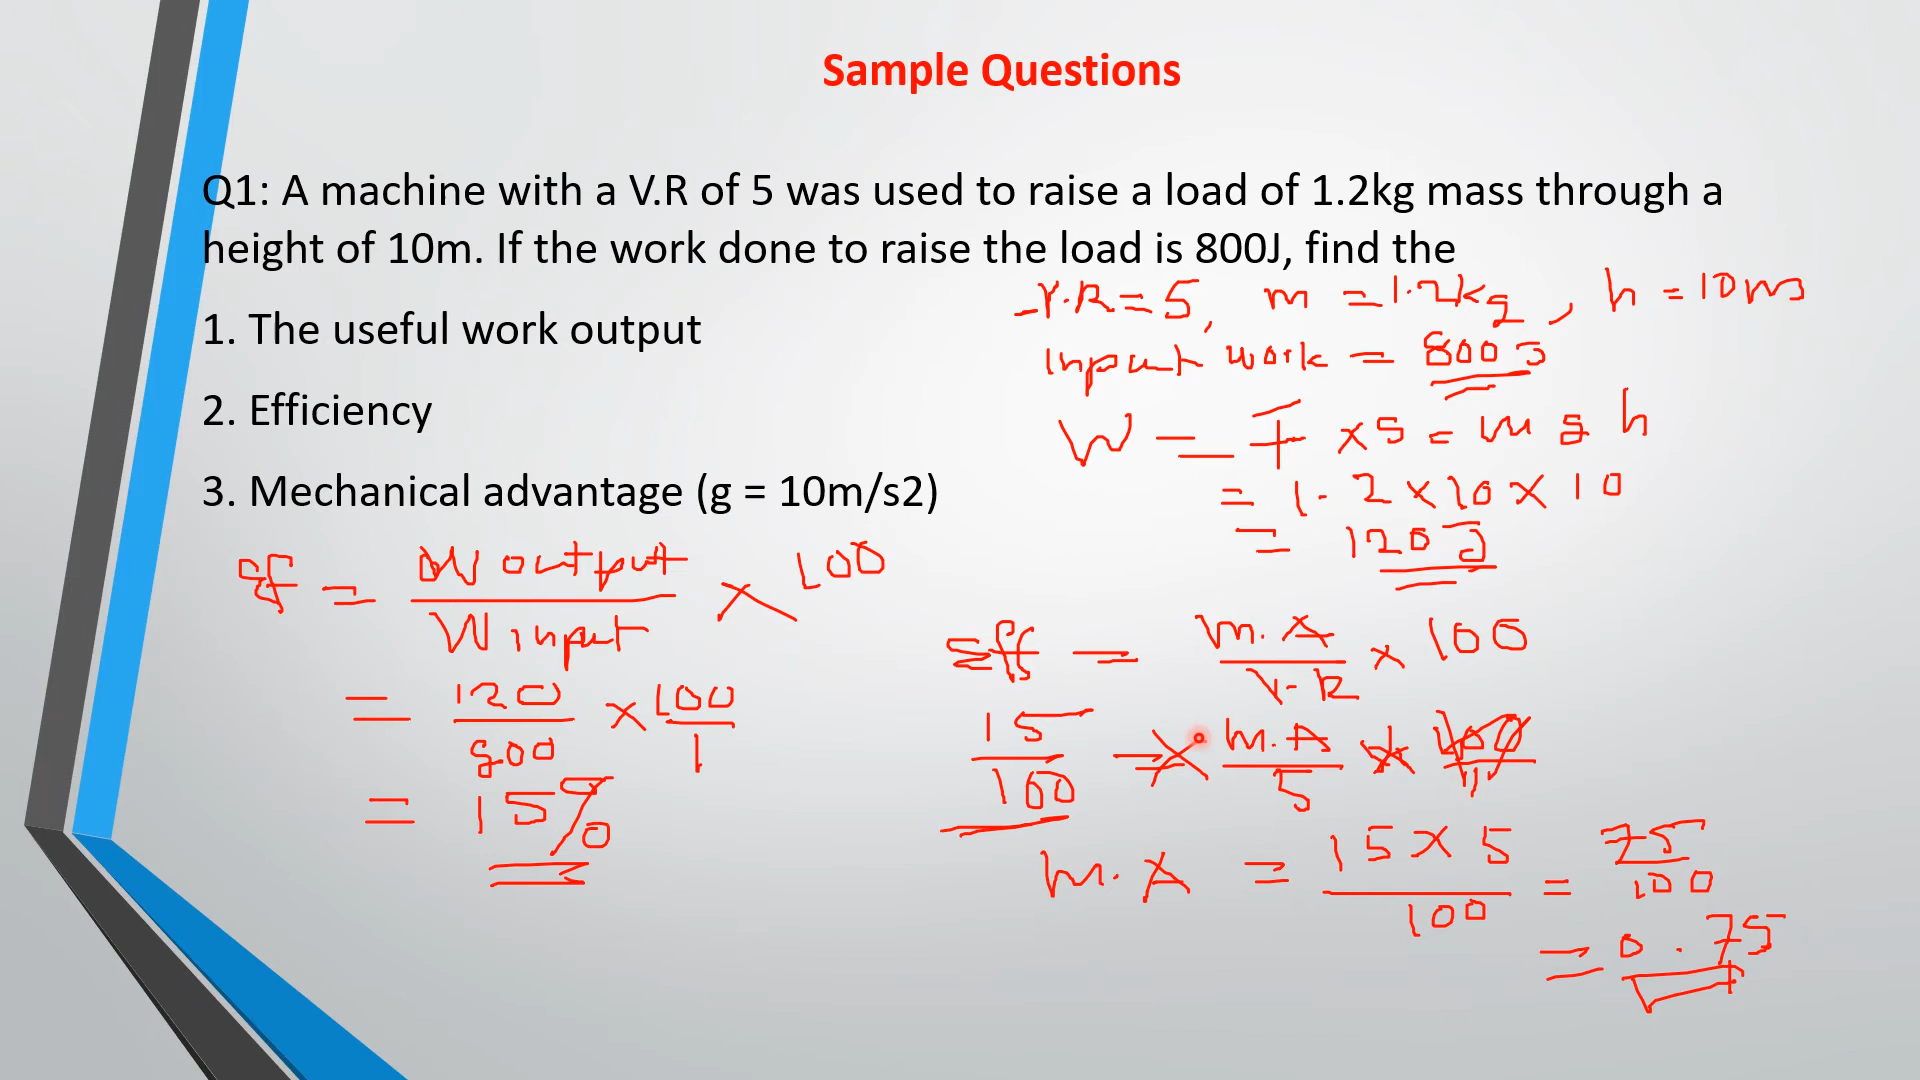 Sample Questions
Q1: A machine with a V.R of 5 was used to raise a load of 1.2kg mass through a
height of 10m. If the work done to raise the load is 800J, find the
1. The useful work output
2. Efficiency
3. Mechanical advantage (g = 10m/s2)
V.R = 5, m = 1.2kg, h = 10m
Input work = 800J
W = F × S = m g h
= 1.2 × 10 × 10
= 120J
Ef = W output / W input × 100
= 120/800 × 100/1
= 15%
Eff = M.A / V.R × 100
15/100 = M.A/5 × 100/1
M.A = 15 × 5 / 100 = 75/100
= 0.75